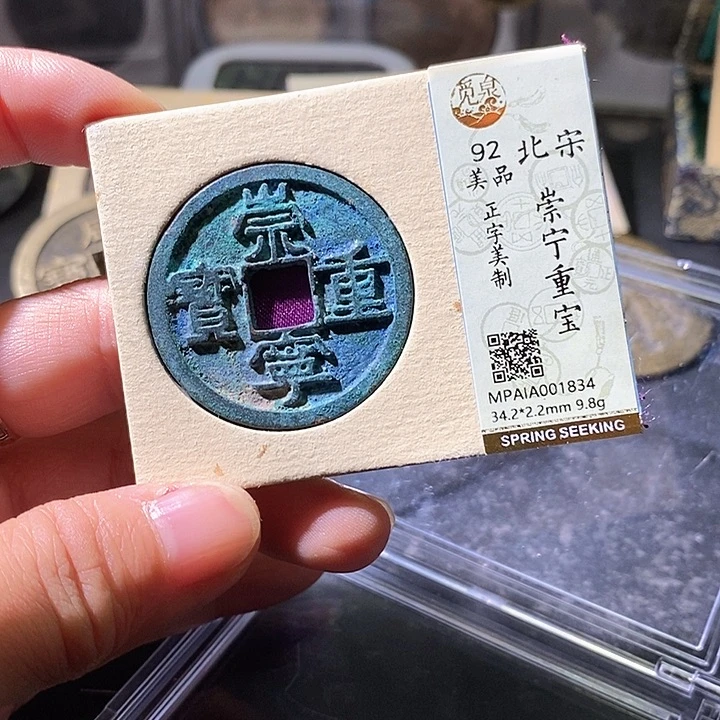 崇
重
寧
寶
觅泉
92
美品
北宋
崇宁重宝
正字美制
MPAIA001834
34.2*2.2mm 9.8g
SPRING SEEKING